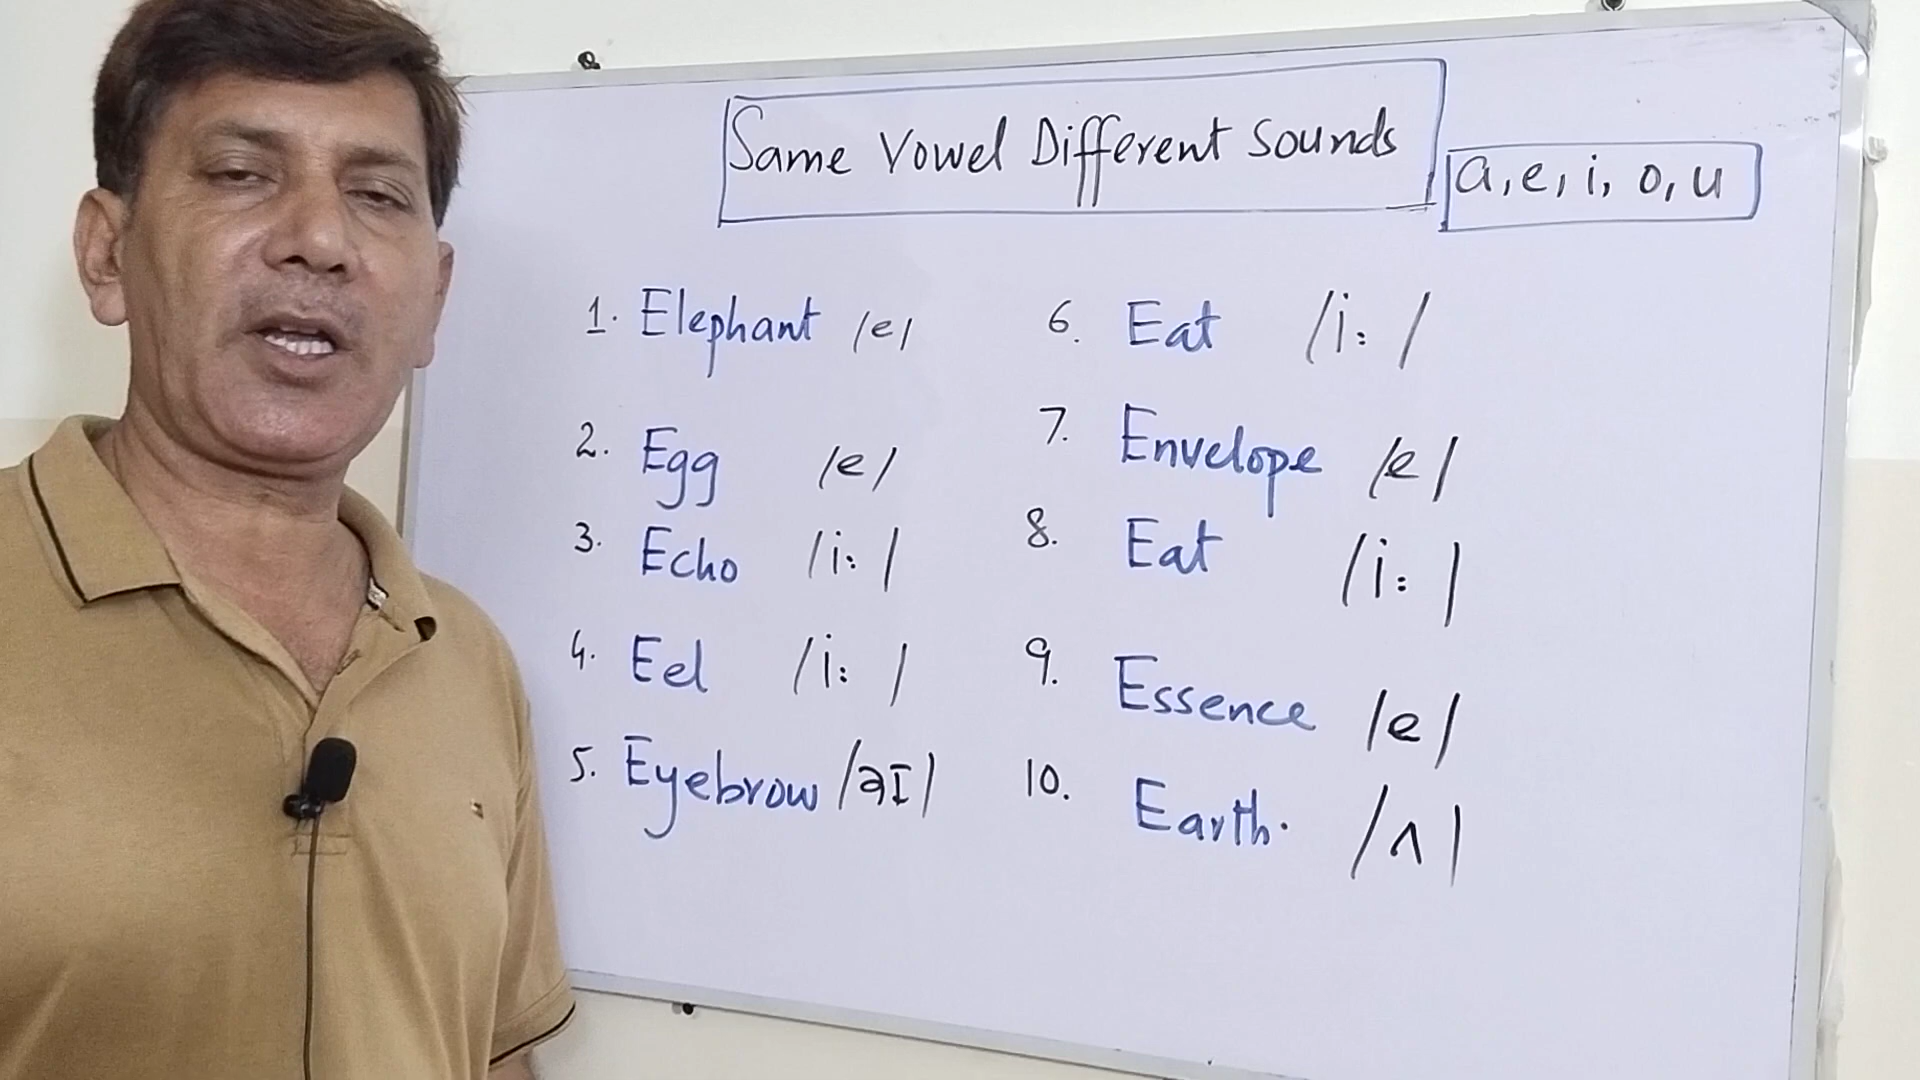 Same Vowel Different Sounds
a, e, i, o, u
1. Elephant /e/
2. Egg /e/
3. Echo /i:/
4. Eel /i:/
5. Eyebrow /əI/
6. Eat /i:/
7. Envelope /e/
8. Eat /i:/
9. Essence /e/
10. Earth. /ʌ/